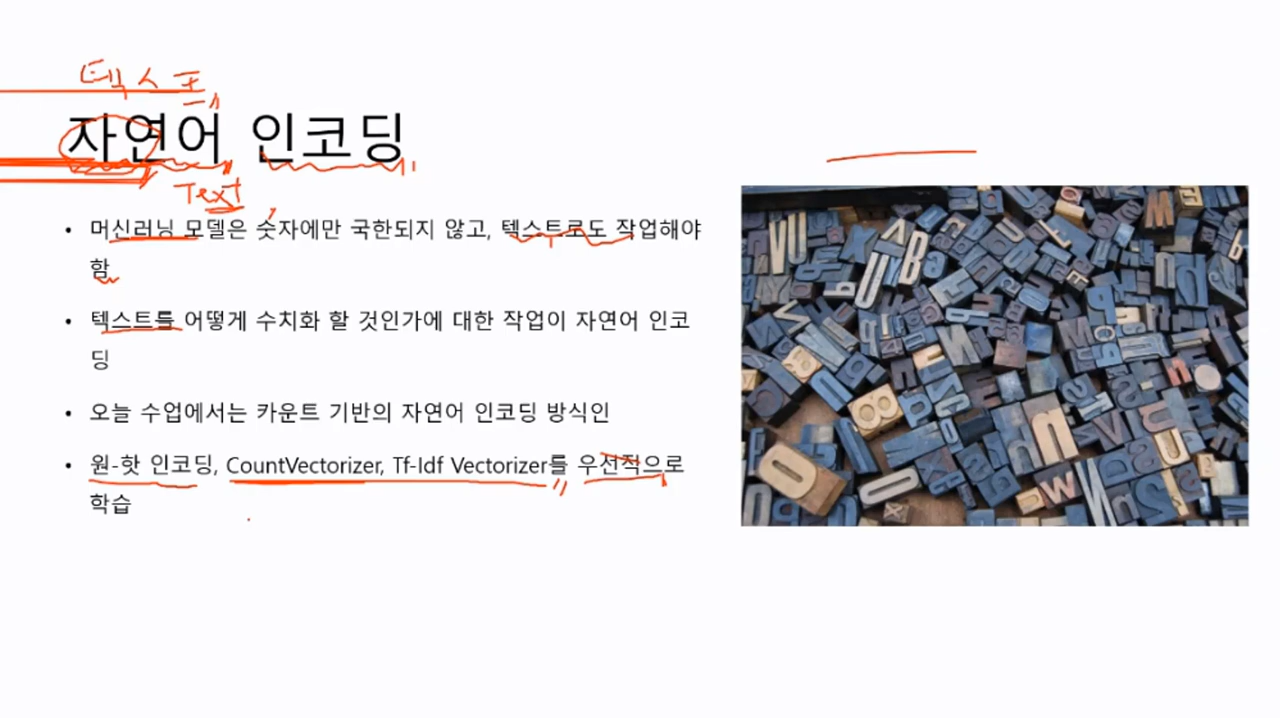 텍스트
자연어 인코딩
Text
• 머신러닝 모델은 숫자에만 국한되지 않고, 텍스트로도 작업해야
함
• 텍스트를 어떻게 수치화 할 것인가에 대한 작업이 자연어 인코
딩
• 오늘 수업에서는 카운트 기반의 자연어 인코딩 방식인
• 원-핫 인코딩, CountVectorizer, Tf-Idf Vectorizer를 우선적으로
학습